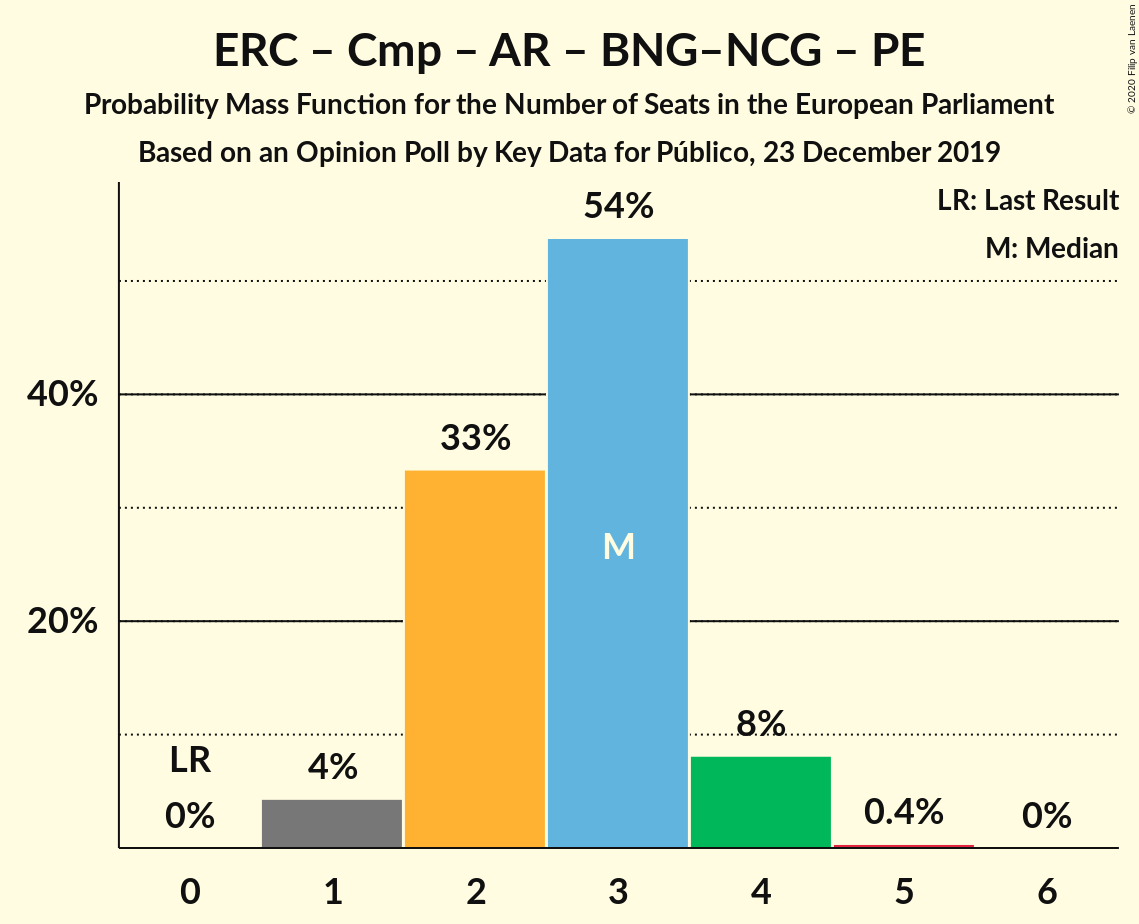 ERC – Cmp – AR – BNG–NCG – PE
Probability Mass Function for the Number of Seats in the European Parliament
Based on an Opinion Poll by Key Data for Público, 23 December 2019
© 2020 Filip van Laenen
LR: Last Result
M: Median
54%
40%
33%
M
20%
8%
LR
4%
0%
0.4%
0%
0 1 2 3 4 5 6